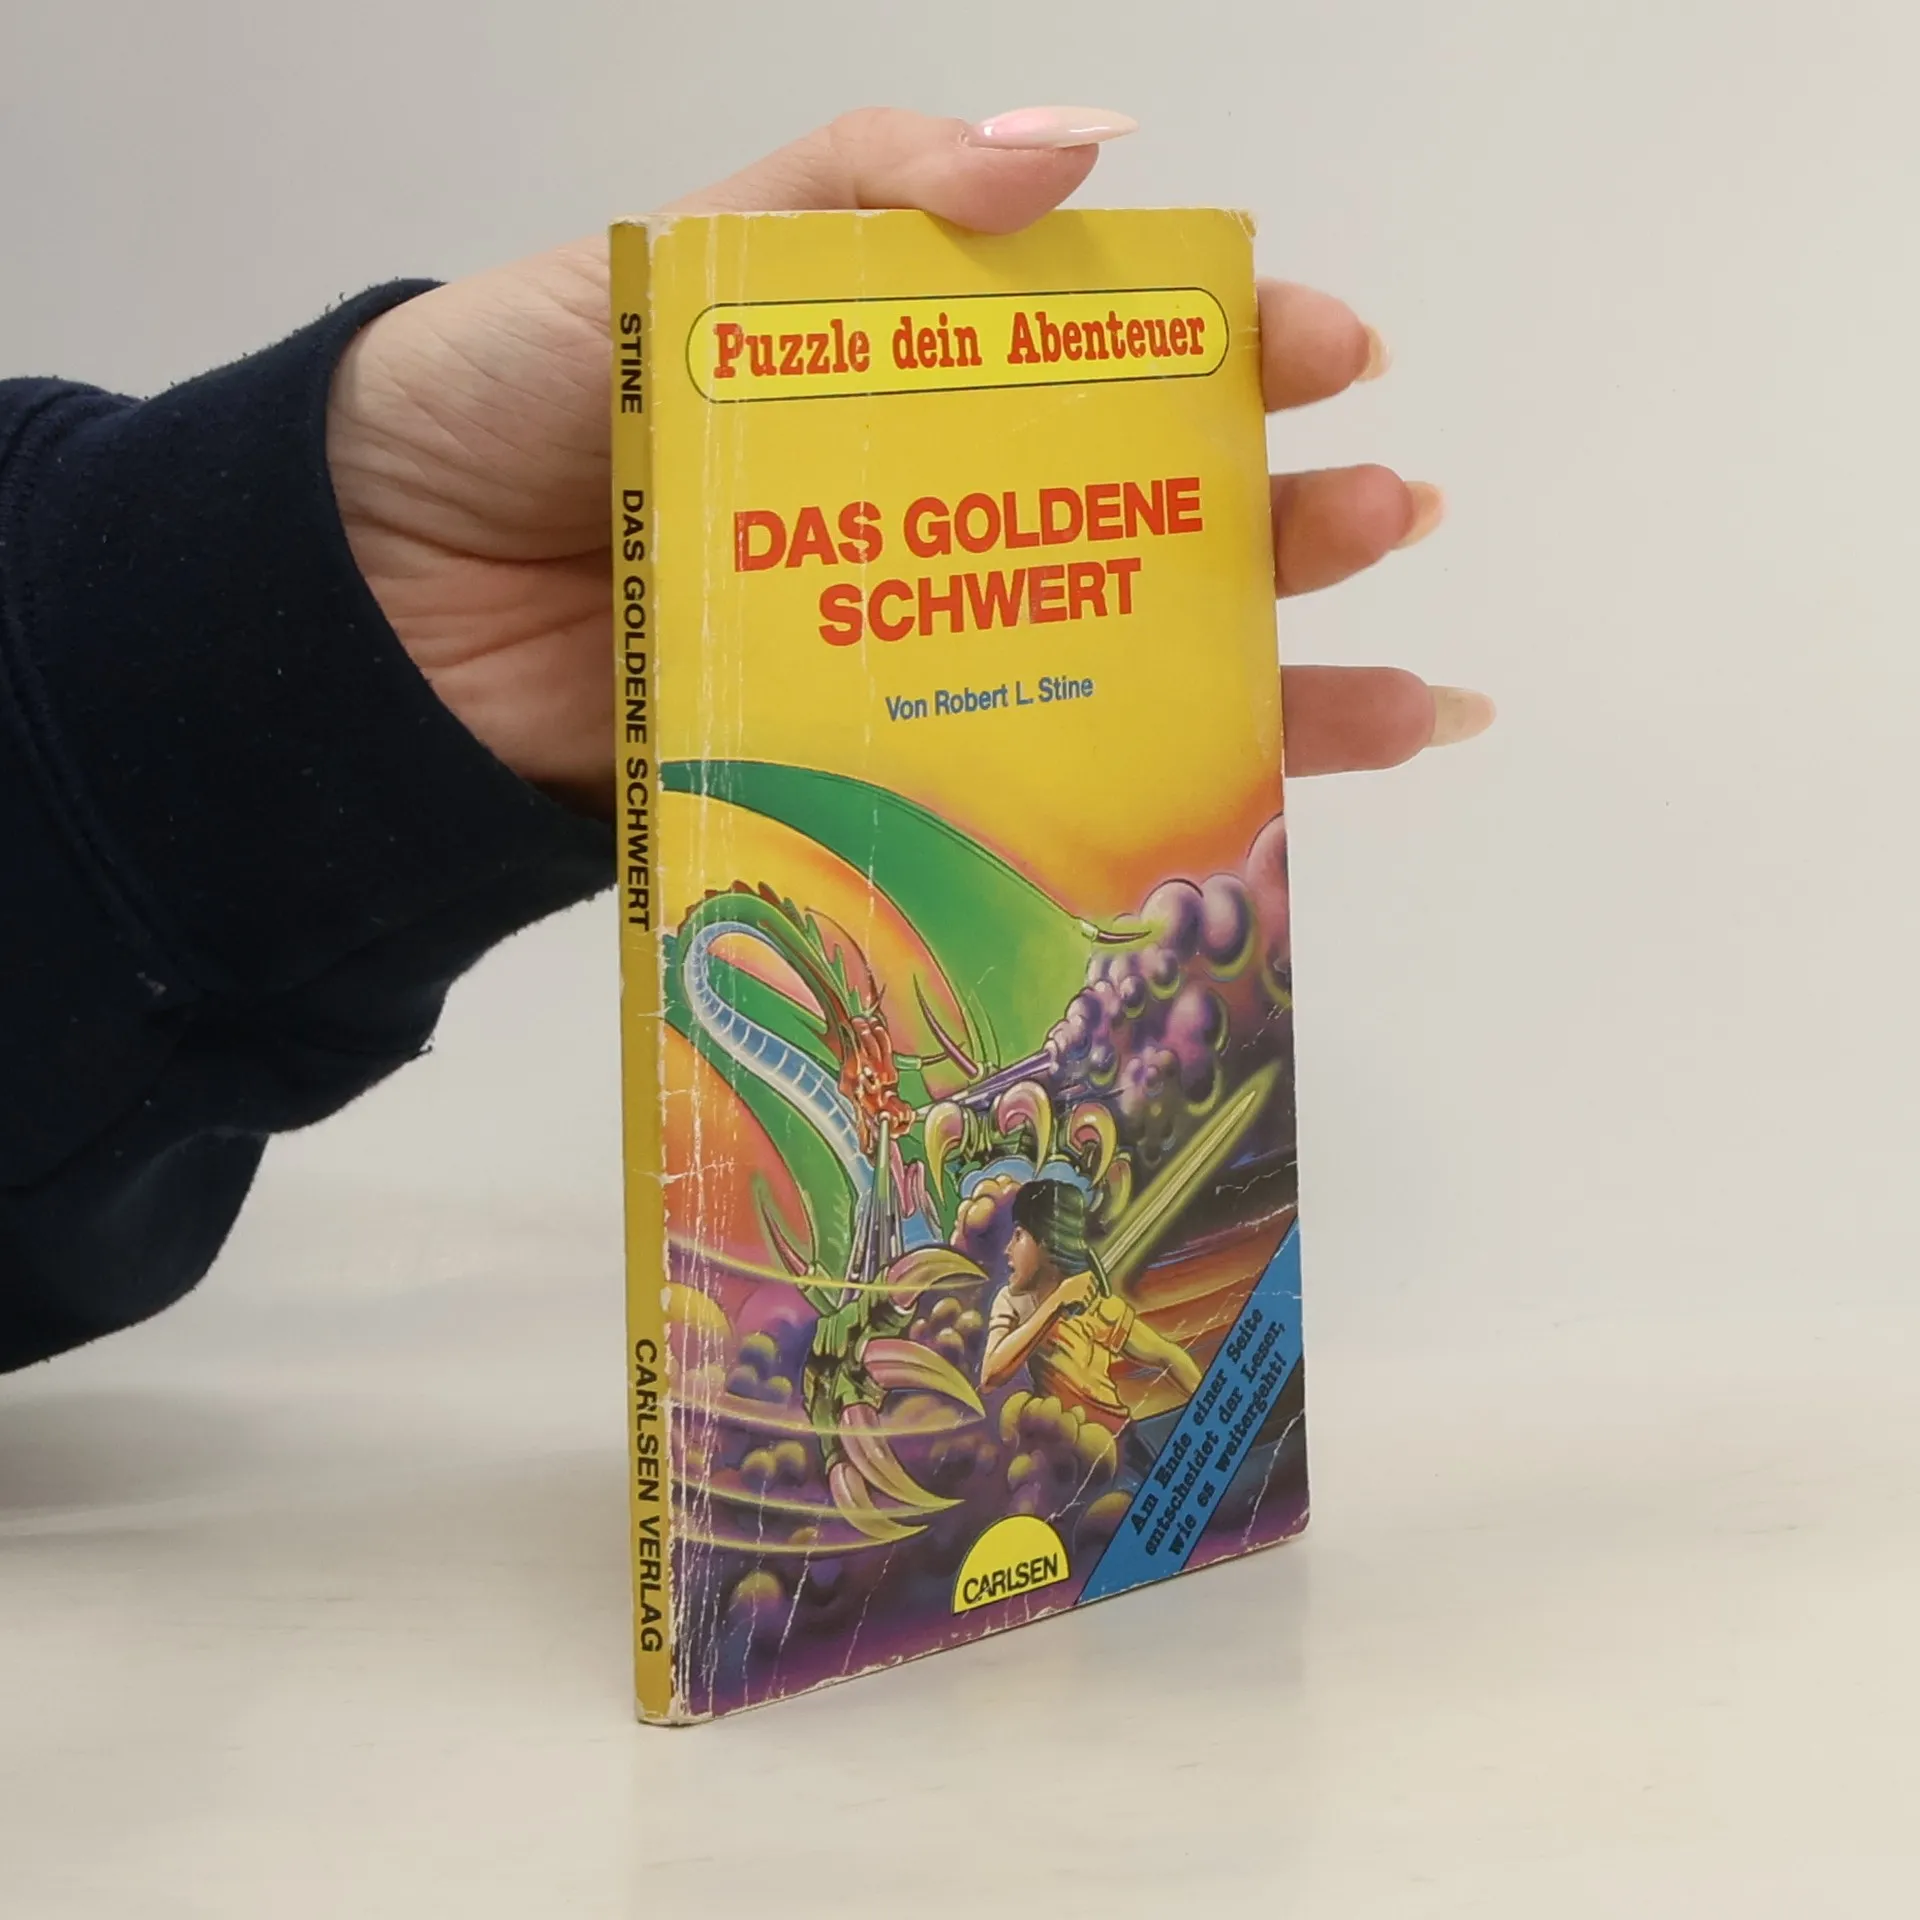 Puzzle dein Abenteuer
DAS GOLDENE
SCHWERT
Von Robert L. Stine
Am Ende einer Seite
entscheidet der Leser,
wie es weitergeht!
CARLSEN
STINE DAS GOLDENE SCHWERT CARLSEN VERLAG